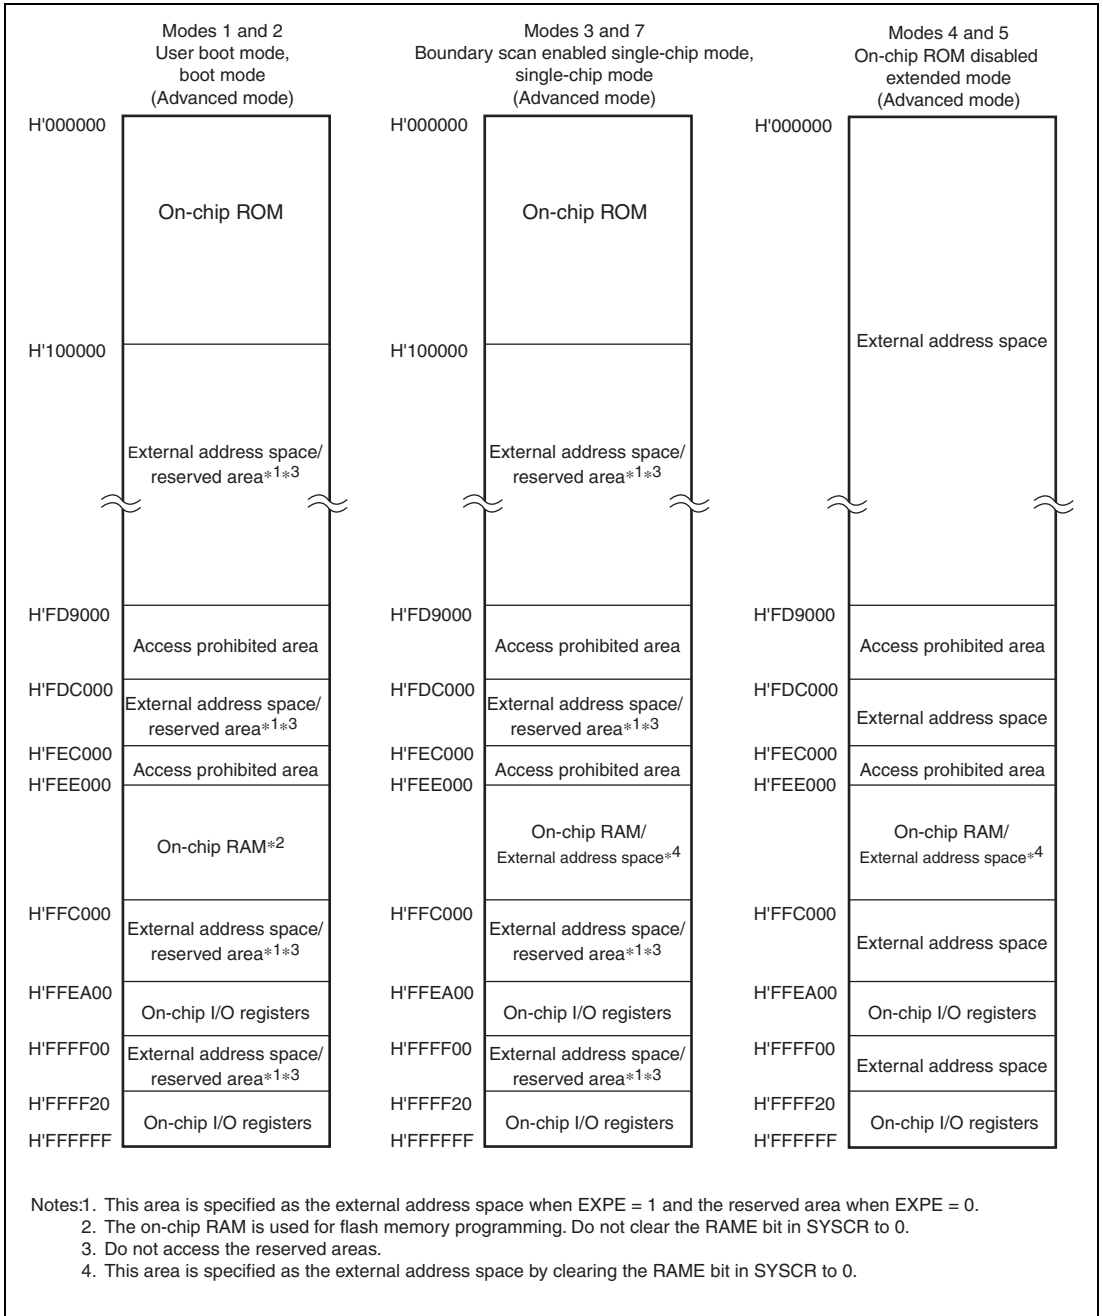 Modes 1 and 2
User boot mode,
boot mode
(Advanced mode)
H'000000
On-chip ROM
H'100000
External address space/
reserved area*1*3
H'FD9000
Access prohibited area
H'FDC000
External address space/
reserved area*1*3
H'FEC000
Access prohibited area
H'FEE000
On-chip RAM*2
H'FFC000
External address space/
reserved area*1*3
H'FFEA00
On-chip I/O registers
H'FFFF00
External address space/
reserved area*1*3
H'FFFF20
On-chip I/O registers
H'FFFFFF
Modes 3 and 7
Boundary scan enabled single-chip mode,
single-chip mode
(Advanced mode)
H'000000
On-chip ROM
H'100000
External address space/
reserved area*1*3
H'FD9000
Access prohibited area
H'FDC000
External address space/
reserved area*1*3
H'FEC000
Access prohibited area
H'FEE000
On-chip RAM/
External address space*4
H'FFC000
External address space/
reserved area*1*3
H'FFEA00
On-chip I/O registers
H'FFFF00
External address space/
reserved area*1*3
H'FFFF20
On-chip I/O registers
H'FFFFFF
Modes 4 and 5
On-chip ROM disabled
extended mode
(Advanced mode)
H'000000
External address space
H'FD9000
Access prohibited area
H'FDC000
External address space
H'FEC000
Access prohibited area
H'FEE000
On-chip RAM/
External address space*4
H'FFC000
External address space
H'FFEA00
On-chip I/O registers
H'FFFF00
External address space
H'FFFF20
On-chip I/O registers
H'FFFFFF
Notes:1. This area is specified as the external address space when EXPE = 1 and the reserved area when EXPE = 0.
2. The on-chip RAM is used for flash memory programming. Do not clear the RAME bit in SYSCR to 0.
3. Do not access the reserved areas.
4. This area is specified as the external address space by clearing the RAME bit in SYSCR to 0.